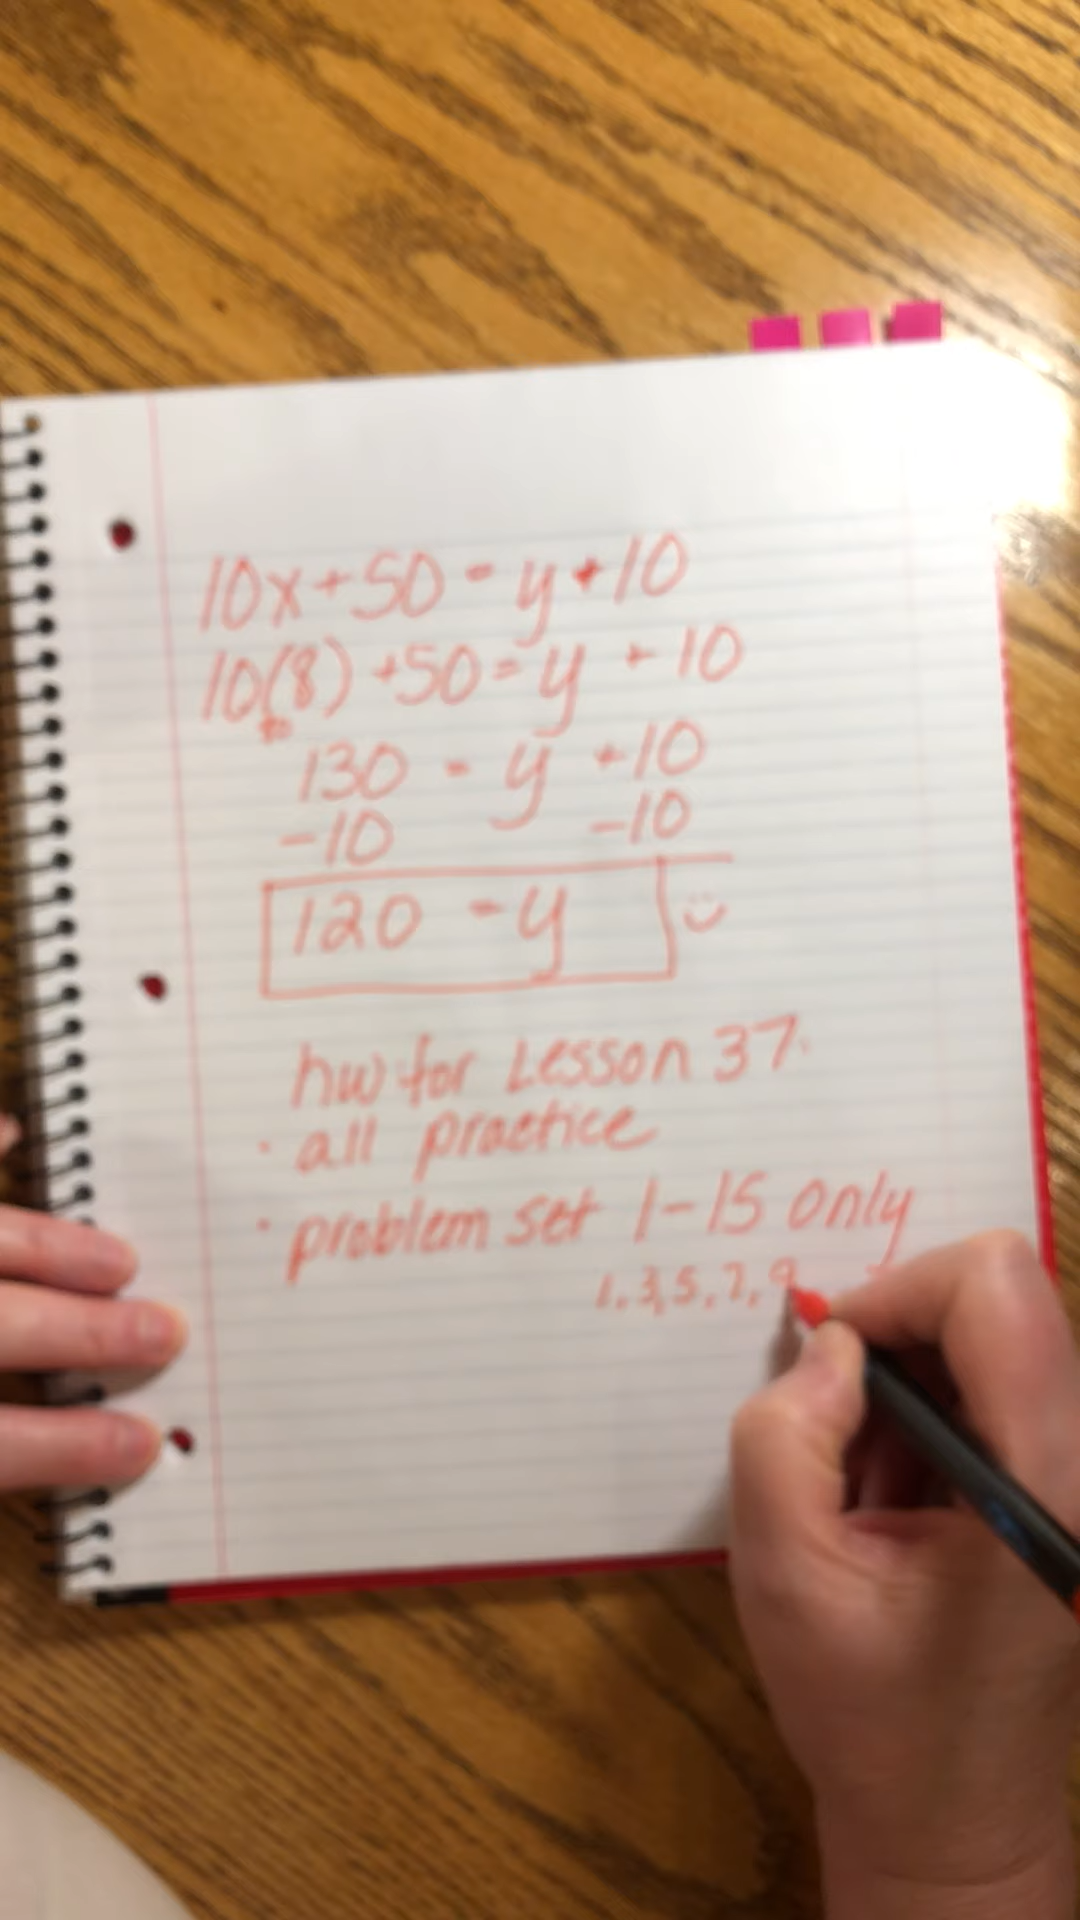 10x + 50 = y + 10
10(8) + 50 = y + 10
130 = y + 10
-10 -10
120 = y
hw for Lesson 37.
· all practice
· problem set 1-15 only
1, 3, 5, 7, 9